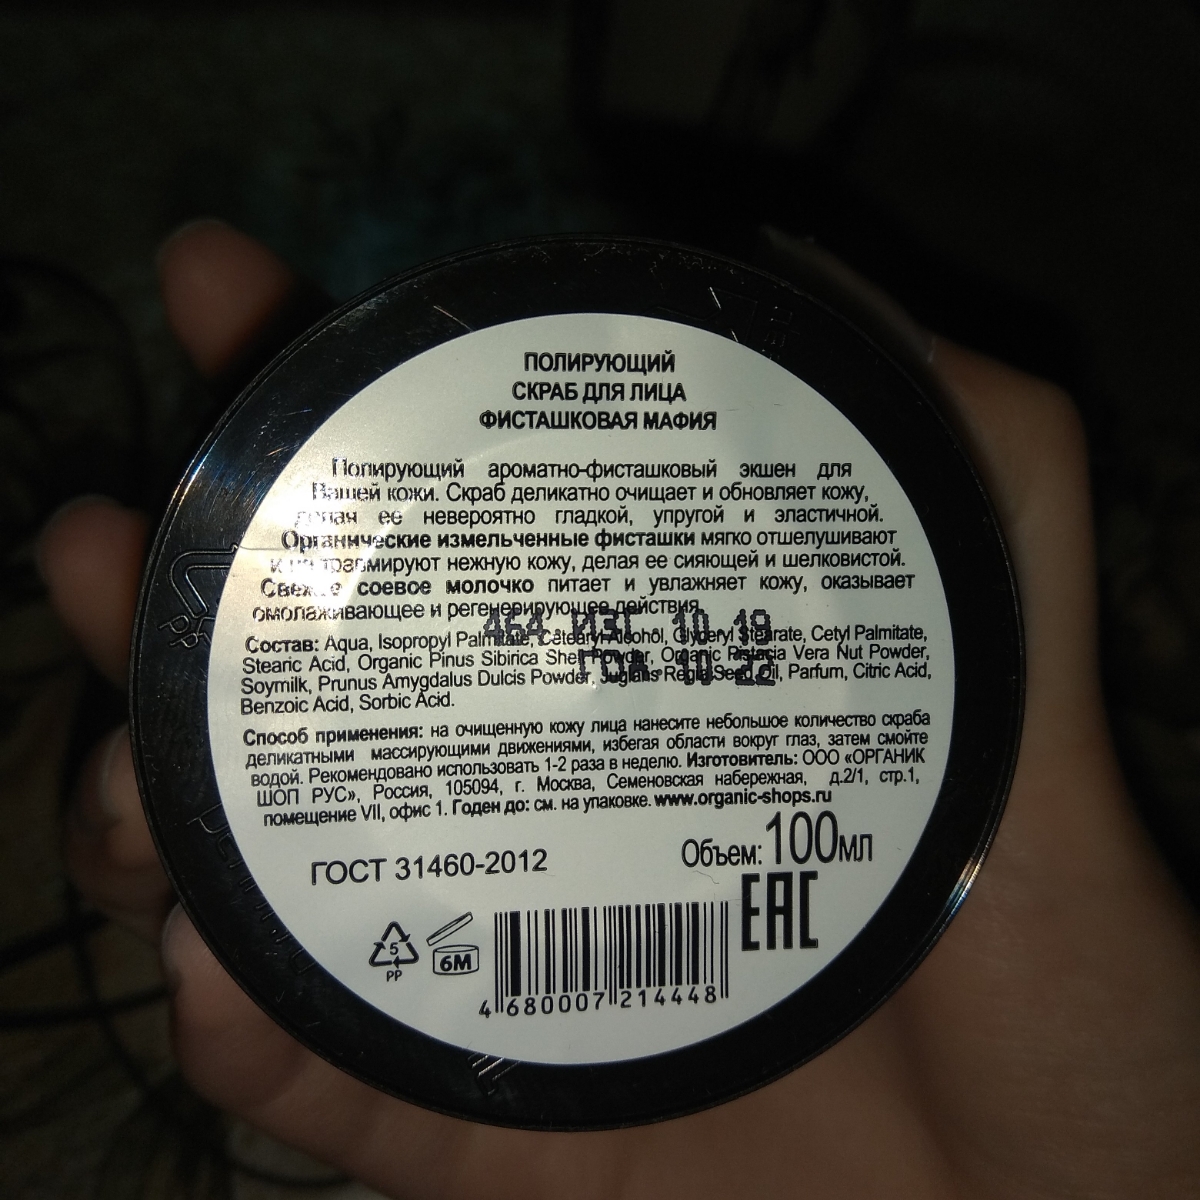 ПОЛИРУЮЩИЙ
СКРАБ ДЛЯ ЛИЦА
ФИСТАШКОВАЯ МАФИЯ
Полирующий ароматно-фисташковый экшен для
Вашей кожи. Скраб деликатно очищает и обновляет кожу,
делая ее невероятно гладкой, упругой и эластичной.
Органические измельченные фисташки мягко отшелушивают
и не травмируют нежную кожу, делая ее сияющей и шелковистой.
Свежее соевое молочко питает и увлажняет кожу, оказывает
омолаживающее и регенерирующее действия.
464 ИЗГ 10 19
ГОДН. 10 22
Состав: Aqua, Isopropyl Palmitate, Cetearyl Alcohol, Glyceryl Stearate, Cetyl Palmitate,
Stearic Acid, Organic Pinus Sibirica Shell Powder, Organic Pistacia Vera Nut Powder,
Soymilk, Prunus Amygdalus Dulcis Powder, Juglans Regia Seed Oil, Parfum, Citric Acid,
Benzoic Acid, Sorbic Acid.
Способ применения: на очищенную кожу лица нанесите небольшое количество скраба
деликатными массирующими движениями, избегая области вокруг глаз, затем смойте
водой. Рекомендовано использовать 1-2 раза в неделю. Изготовитель: ООО «ОРГАНИК
ШОП РУС», Россия, 105094, г. Москва, Семеновская набережная, д.2/1, стр.1,
помещение VII, офис 1. Годен до: см. на упаковке. www.organic-shops.ru
Объем: 100мл
ГОСТ 31460-2012
EAC
5
PP
6M
4 680007 214448